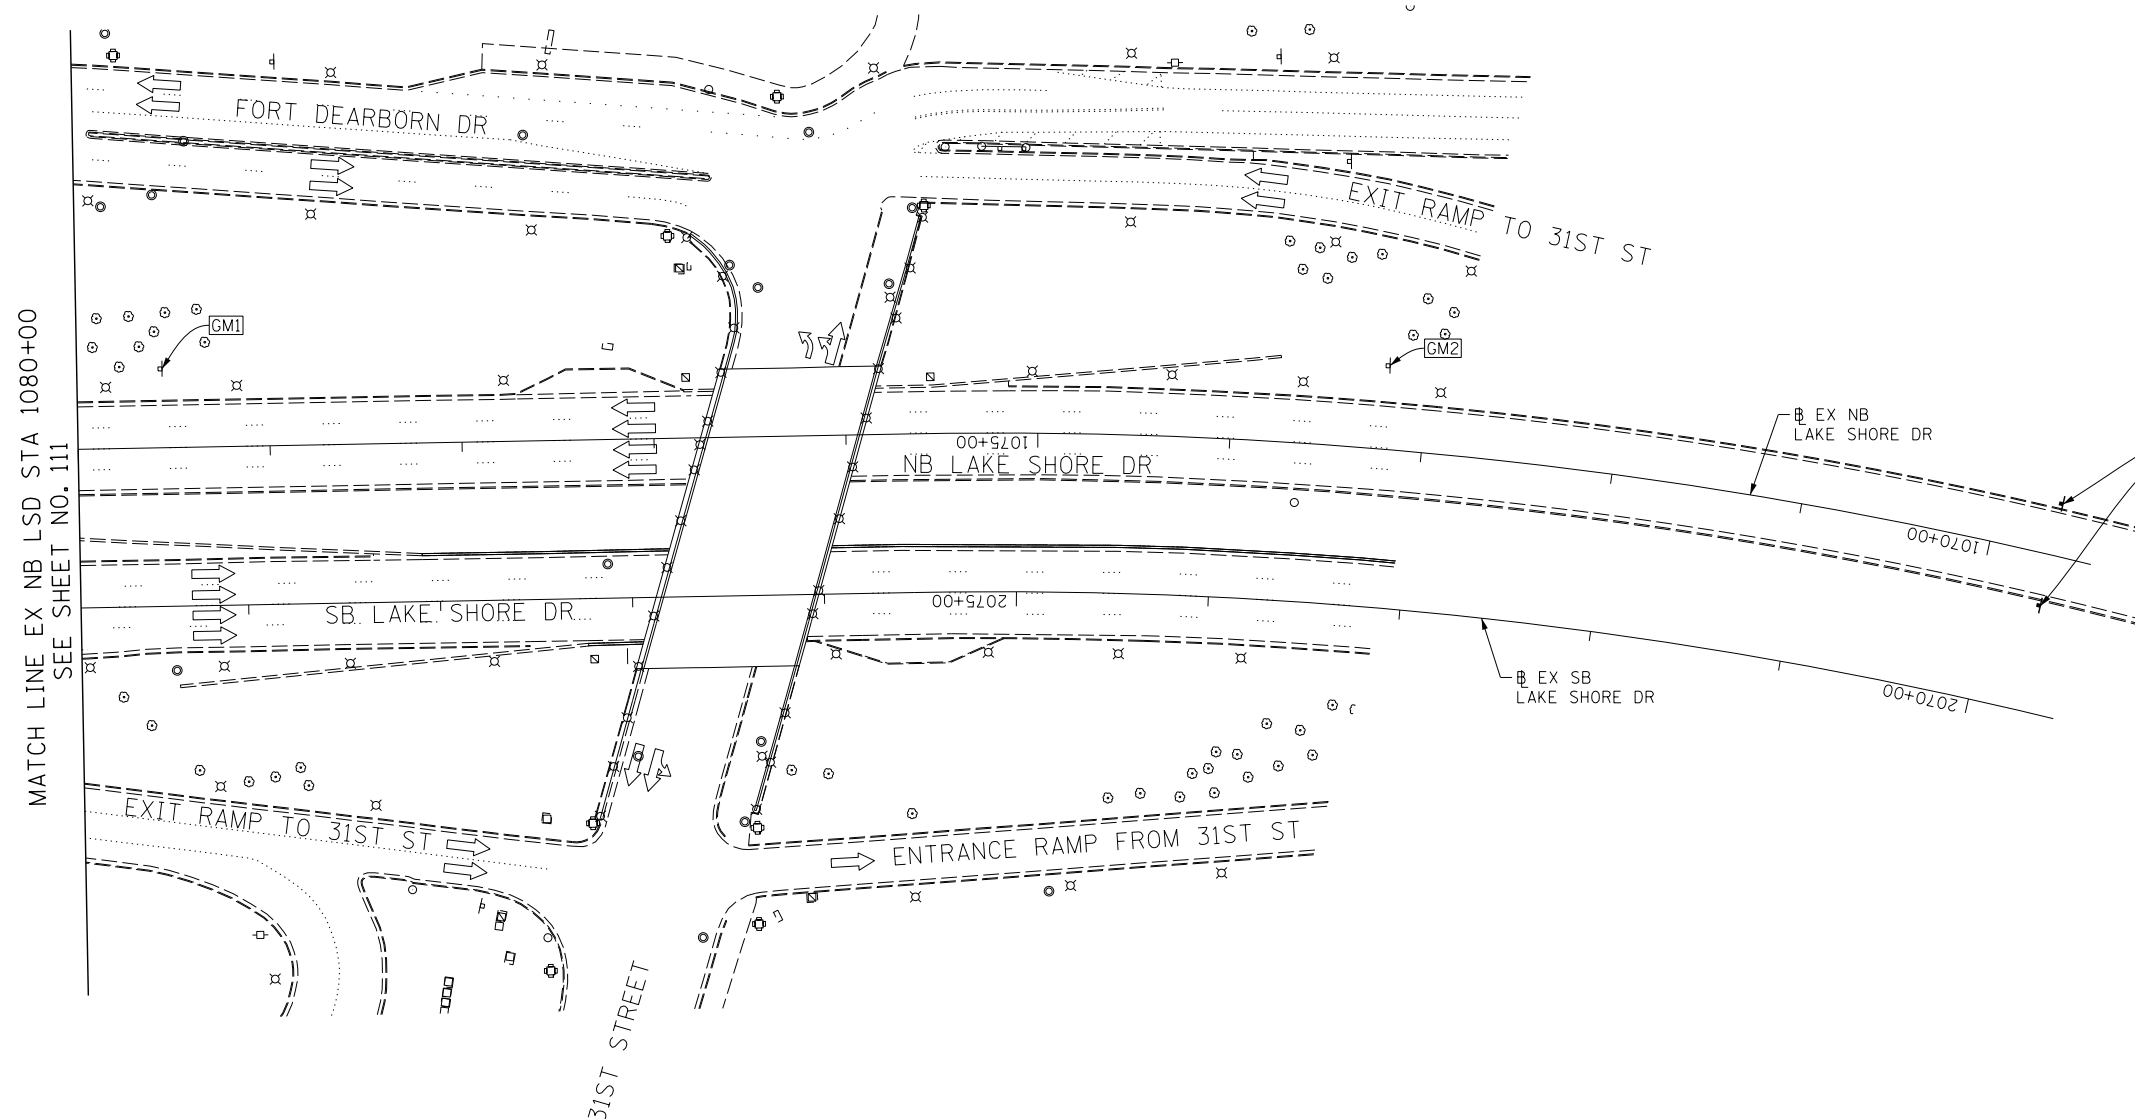 FORT DEARBORN DR
EXIT RAMP TO 31ST ST
GM1
GM2
MATCH LINE EX NB LSD STA 1080+00
SEE SHEET NO. 111
℄ EX NB
LAKE SHORE DR
1075+00
NB LAKE SHORE DR
1070+00
2075+00
SB LAKE SHORE DR
℄ EX SB
LAKE SHORE DR
2070+00
EXIT RAMP TO 31ST ST
ENTRANCE RAMP FROM 31ST ST
31ST STREET